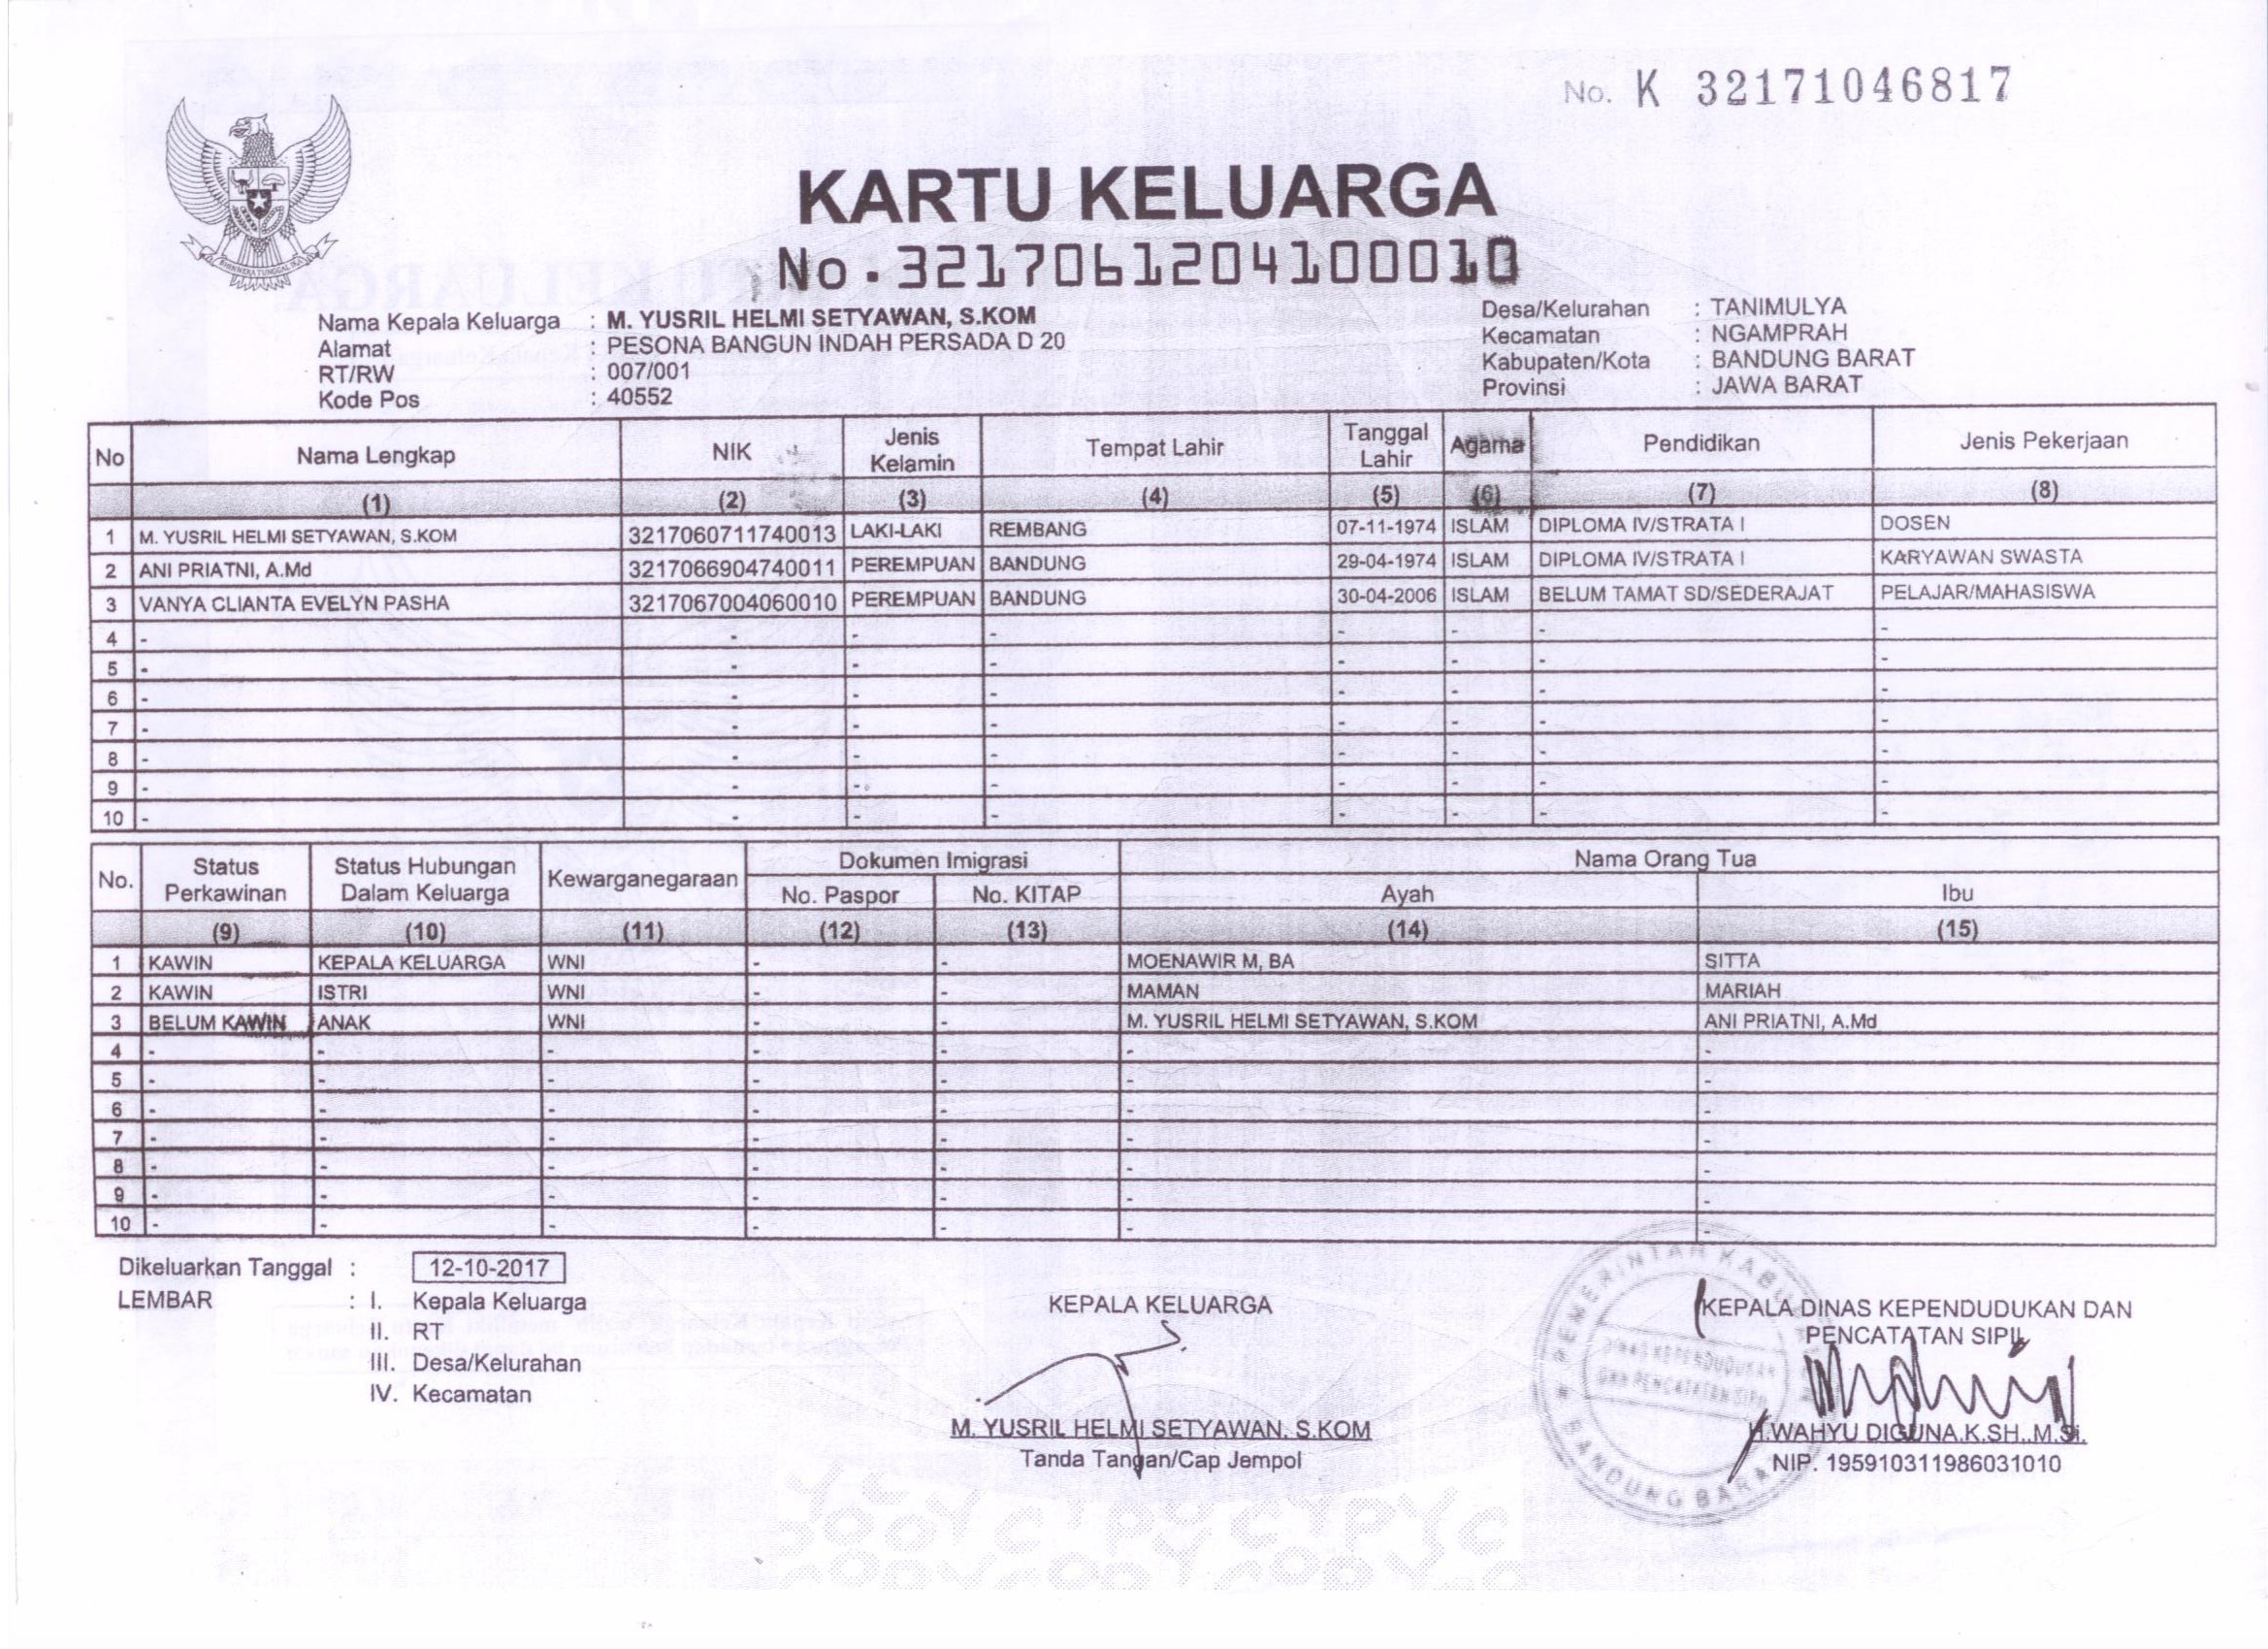 No. K 32171046817
BHINNEKA TUNGGAL IKA
KARTU KELUARGA
No. 3217061204100010
Nama Kepala Keluarga : M. YUSRIL HELMI SETYAWAN, S.KOM
Alamat : PESONA BANGUN INDAH PERSADA D 20
RT/RW : 007/001
Kode Pos : 40552
Desa/Kelurahan : TANIMULYA
Kecamatan : NGAMPRAH
Kabupaten/Kota : BANDUNG BARAT
Provinsi : JAWA BARAT
No Nama Lengkap NIK Jenis Kelamin Tempat Lahir Tanggal Lahir Agama Pendidikan Jenis Pekerjaan
(1) (2) (3) (4) (5) (6) (7) (8)
1 M. YUSRIL HELMI SETYAWAN, S.KOM 3217060711740013 LAKI-LAKI REMBANG 07-11-1974 ISLAM DIPLOMA IV/STRATA I DOSEN
2 ANI PRIATNI, A.Md 3217066904740011 PEREMPUAN BANDUNG 29-04-1974 ISLAM DIPLOMA IV/STRATA I KARYAWAN SWASTA
3 VANYA CLIANTA EVELYN PASHA 3217067004060010 PEREMPUAN BANDUNG 30-04-2006 ISLAM BELUM TAMAT SD/SEDERAJAT PELAJAR/MAHASISWA
4 - - - - - - - -
5 - - - - - - - -
6 - - - - - - - -
7 - - - - - - - -
8 - - - - - - - -
9 - - - - - - - -
10 - - - - - - - -
No. Status Perkawinan Status Hubungan Dalam Keluarga Kewarganegaraan Dokumen Imigrasi Nama Orang Tua
No. Paspor No. KITAP Ayah Ibu
(9) (10) (11) (12) (13) (14) (15)
1 KAWIN KEPALA KELUARGA WNI - - MOENAWIR M, BA SITTA
2 KAWIN ISTRI WNI - - MAMAN MARIAH
3 BELUM KAWIN ANAK WNI - - M. YUSRIL HELMI SETYAWAN, S.KOM ANI PRIATNI, A.Md
4 - - - - - - -
5 - - - - - - -
6 - - - - - - -
7 - - - - - - -
8 - - - - - - -
9 - - - - - - -
10 - - - - - - -
Dikeluarkan Tanggal : 12-10-2017
LEMBAR : I. Kepala Keluarga
II. RT
III. Desa/Kelurahan
IV. Kecamatan
KEPALA KELUARGA
M. YUSRIL HELMI SETYAWAN, S.KOM
Tanda Tangan/Cap Jempol
KEPALA DINAS KEPENDUDUKAN DAN
PENCATATAN SIPIL
H.WAHYU DIGUNA.K.SH.,M.Si.
NIP. 195910311986031010
PEMERINTAH KABUPATEN
DINAS KEPENDUDUKAN
DAN PENCATATAN SIPIL
BANDUNG BARAT